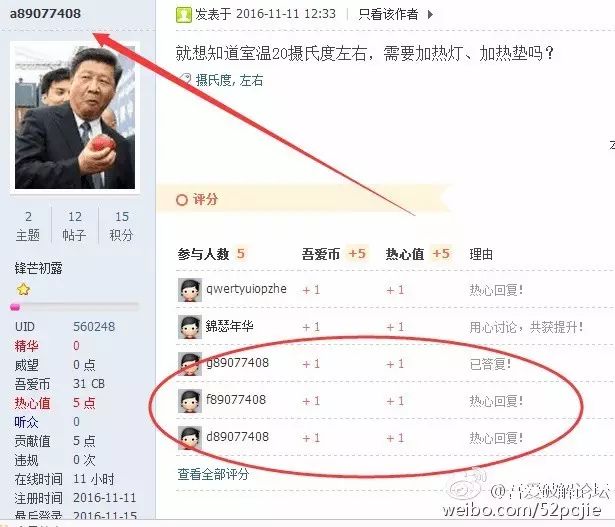 a89077408
发表于 2016-11-11 12:33 | 只看该作者
就想知道室温20摄氏度左右，需要加热灯、加热垫吗？
摄氏度, 左右
评分
2 12 15
主题 帖子 积分
锋芒初露
UID 560248
精华 0
威望 0 点
吾爱币 31 CB
热心值 5 点
听众 0
贡献值 5 点
违规 0 次
在线时间 11 小时
注册时间 2016-11-11
最后登录
参与人数 5 吾爱币 +5 热心值 +5 理由
qwertyuiopzhe + 1 + 1 热心回复！
錦瑟年华 + 1 + 1 用心讨论，共获提升！
g89077408 + 1 + 1 已答复！
f89077408 + 1 + 1 热心回复！
d89077408 + 1 + 1 热心回复！
查看全部评分
@吾爱破解论坛
weibo.com/52pcjie